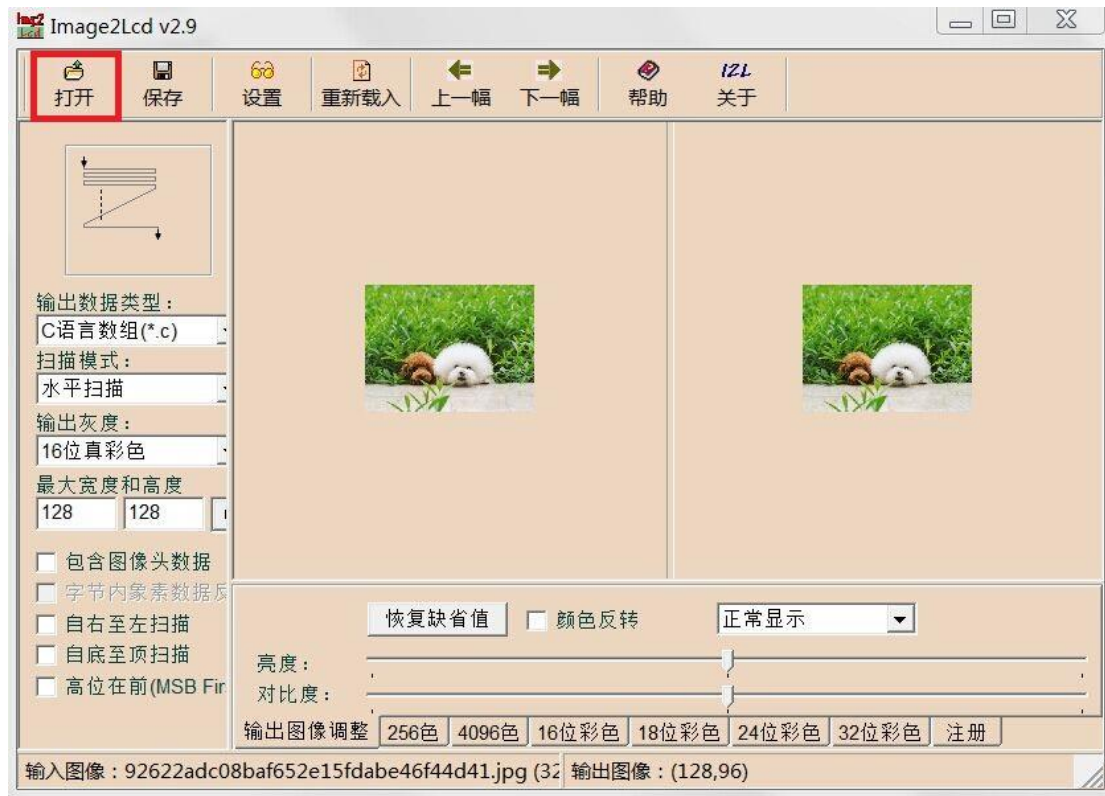 Image2Lcd v2.9
打开 保存 设置 重新载入 上一幅 下一幅 帮助 关于
输出数据类型：
C语言数组(*.c)
扫描模式：
水平扫描
输出灰度：
16位真彩色
最大宽度和高度
128 128
包含图像头数据
字节内象素数据反
自右至左扫描
自底至顶扫描
高位在前(MSB Fir
恢复缺省值 颜色反转 正常显示
亮度：
对比度：
输出图像调整 256色 4096色 16位彩色 18位彩色 24位彩色 32位彩色 注册
输入图像：92622adc08baf652e15fdabe46f44d41.jpg (32 输出图像：(128,96)